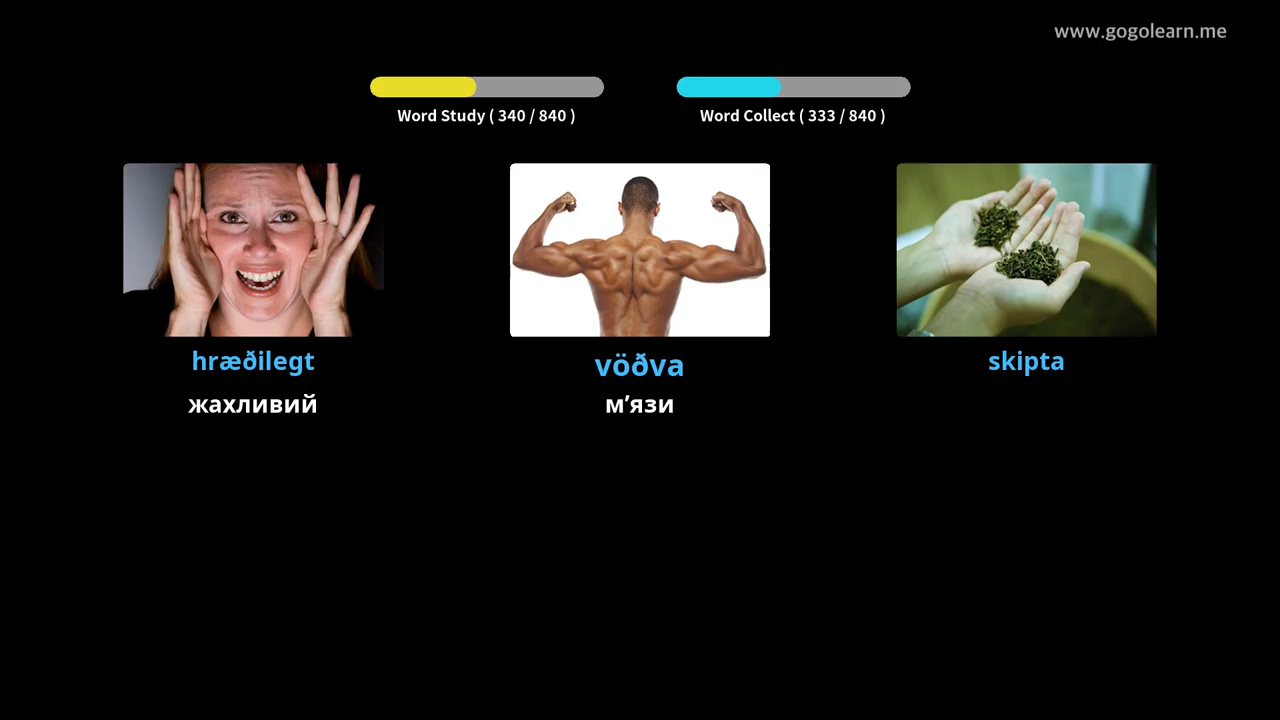 www.gogolearn.me
Word Study ( 340 / 840 )
Word Collect ( 333 / 840 )
hræðilegt
vöðva
skipta
жахливий
м’язи